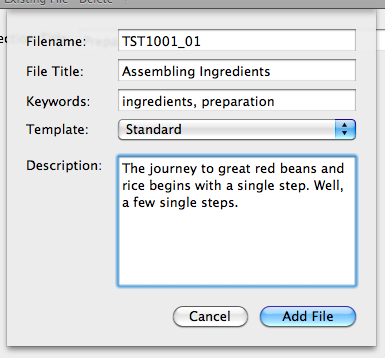 Existing File Delete
Filename: TST1001_01
File Title: Assembling Ingredients
Keywords: ingredients, preparation
Template: Standard
Description: The journey to great red beans and
rice begins with a single step. Well,
a few single steps.
Cancel Add File